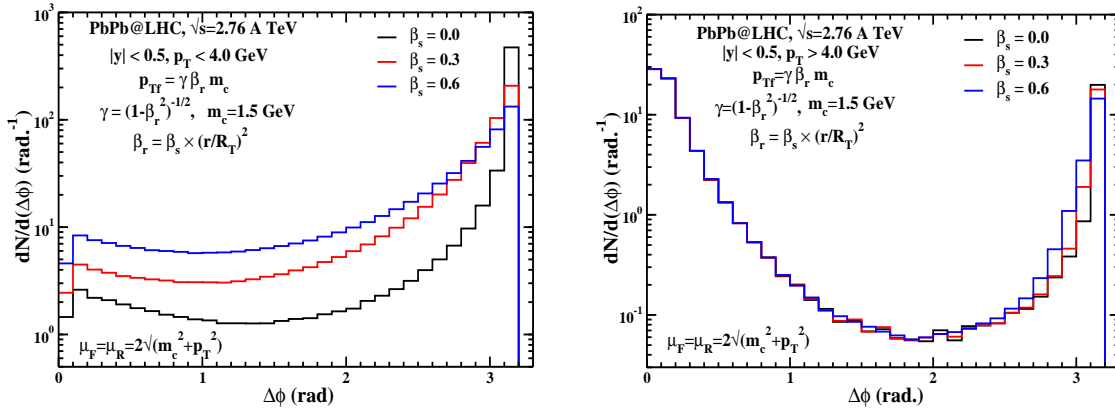 PbPb@LHC, √s=2.76 A TeV
|y| < 0.5, p_T < 4.0 GeV
p_Tf = γ β_r m_c
γ = (1-β_r^2)^-1/2, m_c=1.5 GeV
β_r = β_s × (r/R_T)^2
β_s = 0.0
β_s = 0.3
β_s = 0.6
μ_F=μ_R=2√(m_c^2+p_T^2)
dN/d(Δϕ) (rad.^-1)
10^3
10^2
10^1
10^0
0
1
2
3
Δϕ (rad)
PbPb@LHC, √s=2.76 A TeV
|y| < 0.5, p_T > 4.0 GeV
p_Tf = γ β_r m_c
γ=(1-β_r^2)^-1/2, m_c=1.5 GeV
β_r = β_s × (r/R_T)^2
β_s = 0.0
β_s = 0.3
β_s = 0.6
μ_F=μ_R=2√(m_c^2+p_T^2)
dN/d(Δϕ) (rad.^-1)
10^2
10^1
10^0
10^-1
0
1
2
3
Δϕ (rad.)